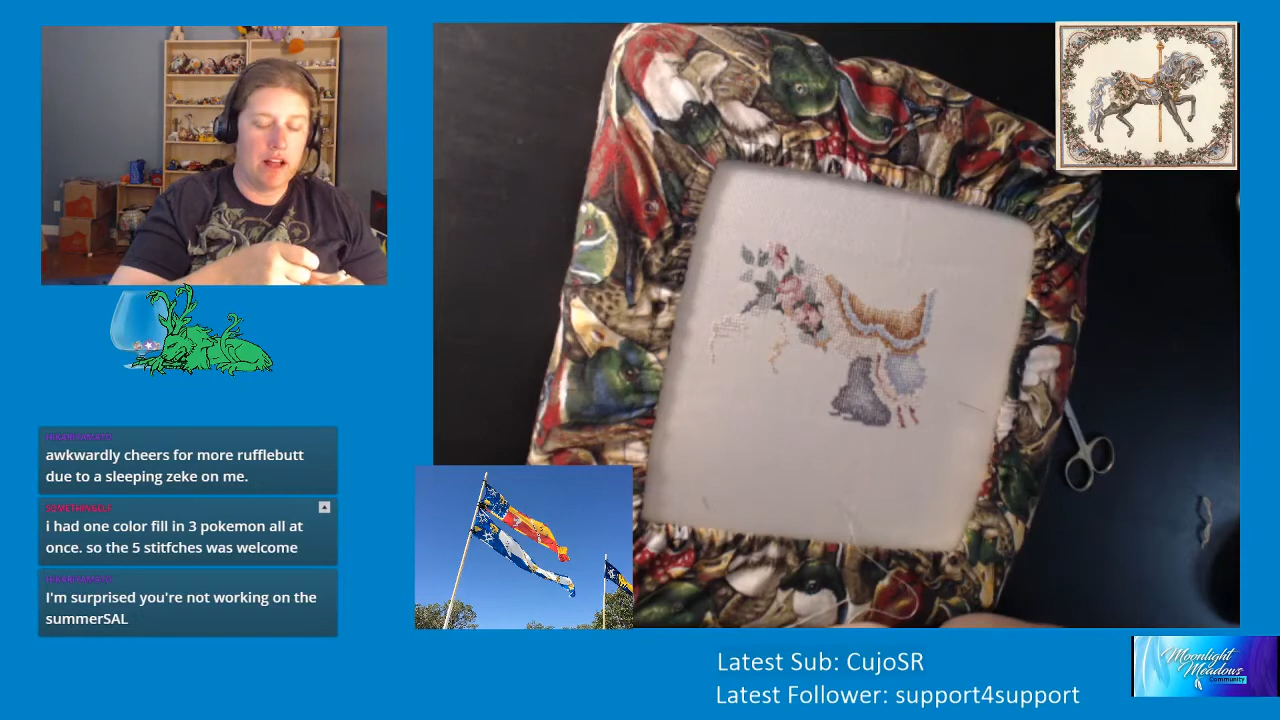 awkwardly cheers for more rufflebutt
due to a sleeping zeke on me.
i had one color fill in 3 pokemon all at
once. so the 5 stitfches was welcome
I'm surprised you're not working on the
summerSAL
Latest Sub: CujoSR
Latest Follower: support4support
Moonlight
Meadows
Community